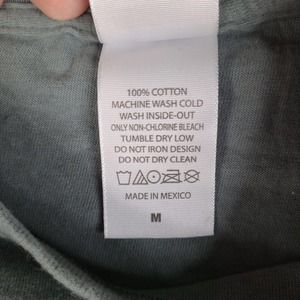 100% COTTON
MACHINE WASH COLD
WASH INSIDE-OUT
ONLY NON-CHLORINE BLEACH
TUMBLE DRY LOW
DO NOT IRON DESIGN
DO NOT DRY CLEAN
MADE IN MEXICO
M